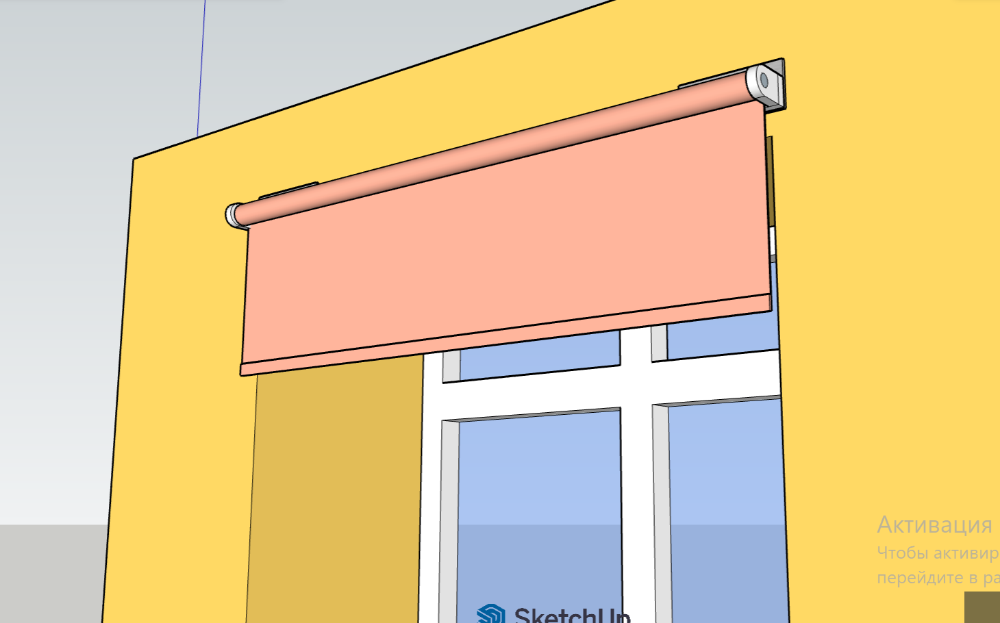 Активация
Чтобы активир
перейдите в ра
SketchUp